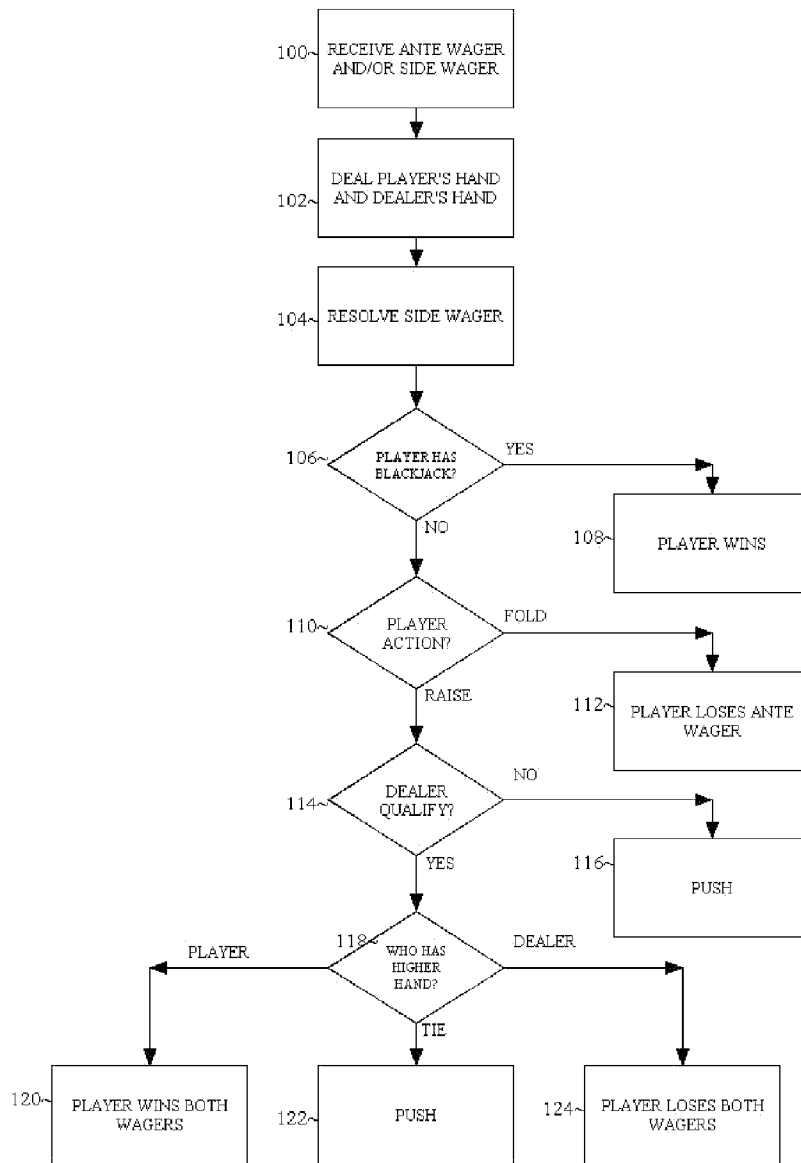 100~
RECEIVE ANTE WAGER
AND/OR SIDE WAGER
102~
DEAL PLAYER'S HAND
AND DEALER'S HAND
104~
RESOLVE SIDE WAGER
106~
PLAYER HAS
BLACKJACK?
YES
NO
108~
PLAYER WINS
110~
PLAYER
ACTION?
FOLD
RAISE
112~
PLAYER LOSES ANTE
WAGER
114~
DEALER
QUALIFY?
NO
YES
116~
PUSH
118~
WHO HAS
HIGHER
HAND?
PLAYER
DEALER
TIE
120~
PLAYER WINS BOTH
WAGERS
122~
PUSH
124~
PLAYER LOSES BOTH
WAGERS